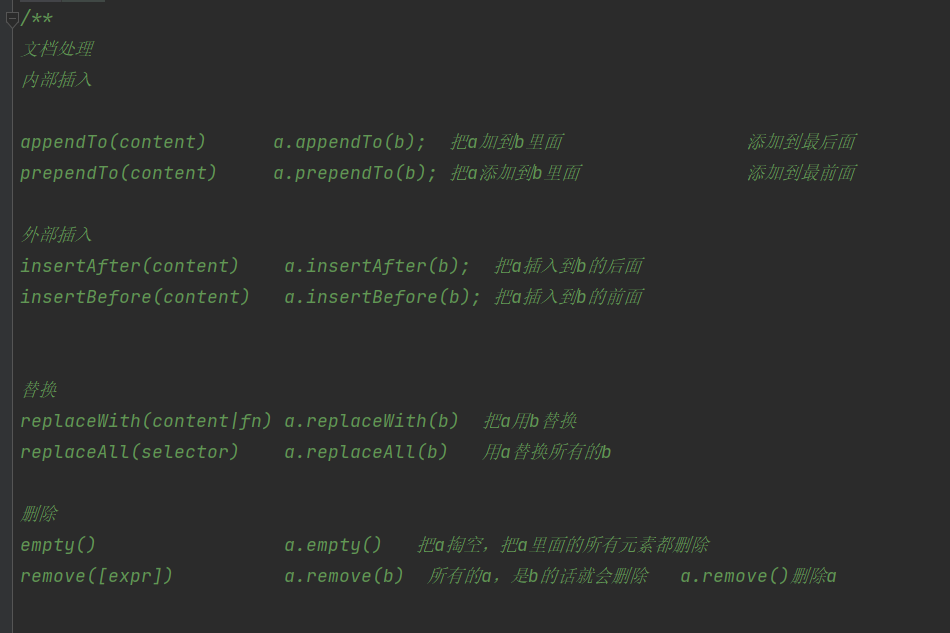 /**
文档处理
内部插入
appendTo(content) a.appendTo(b); 把a加到b里面 添加到最后面
prependTo(content) a.prependTo(b); 把a添加到b里面 添加到最前面
外部插入
insertAfter(content) a.insertAfter(b); 把a插入到b的后面
insertBefore(content) a.insertBefore(b); 把a插入到b的前面
替换
replaceWith(content|fn) a.replaceWith(b) 把a用b替换
replaceAll(selector) a.replaceAll(b) 用a替换所有的b
删除
empty() a.empty() 把a掏空，把a里面的所有元素都删除
remove([expr]) a.remove(b) 所有的a，是b的话就会删除 a.remove()删除a